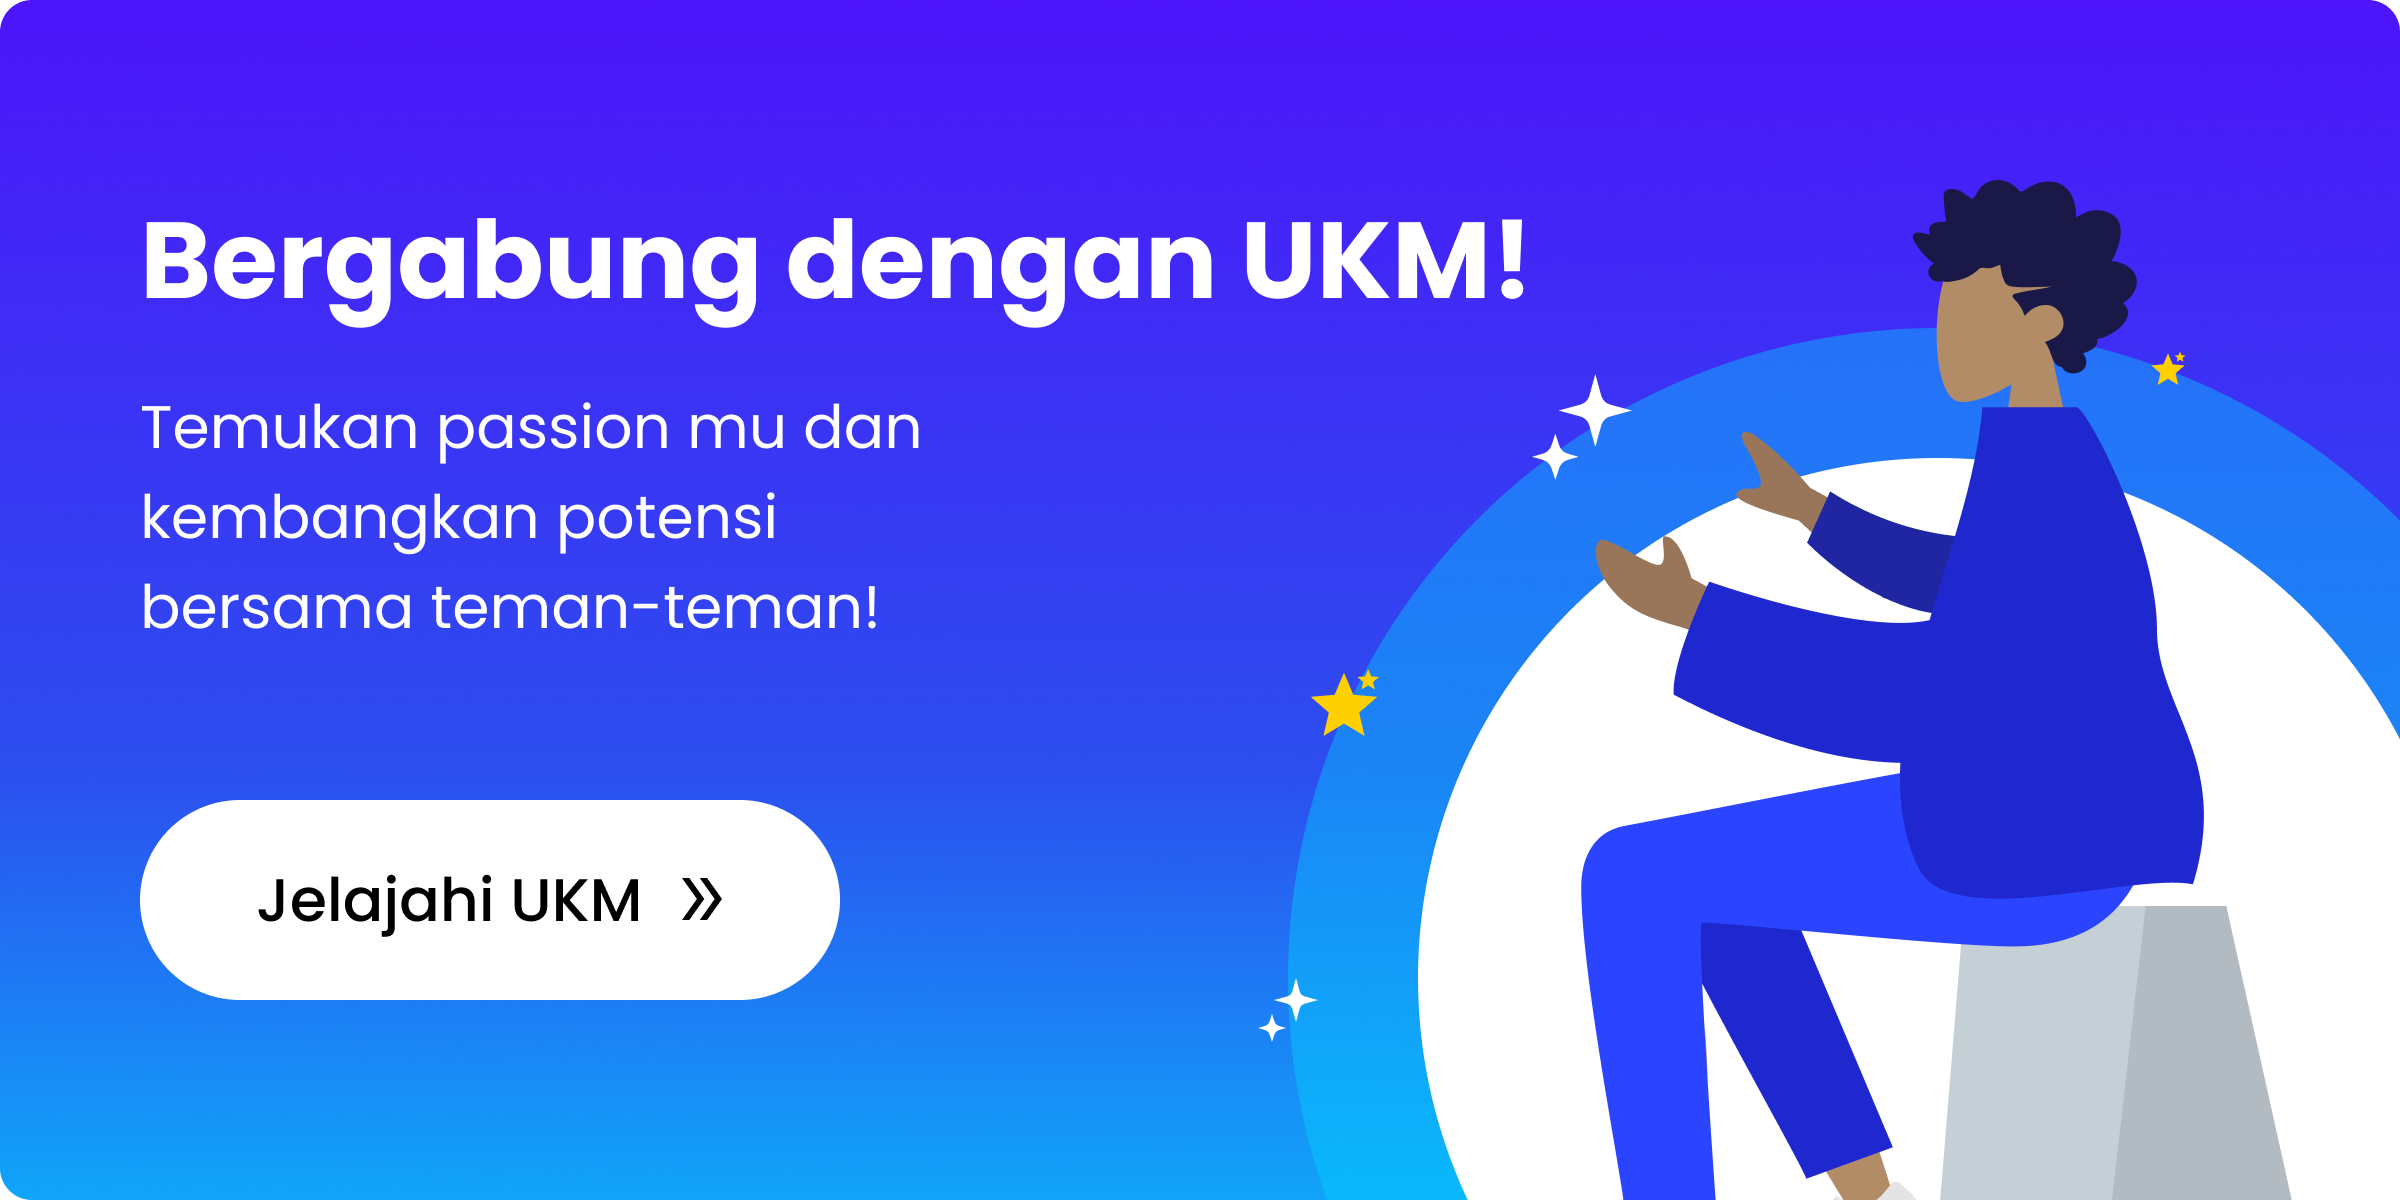 Bergabung dengan UKM!
Temukan passion mu dan
kembangkan potensi
bersama teman-teman!
Jelajahi UKM »